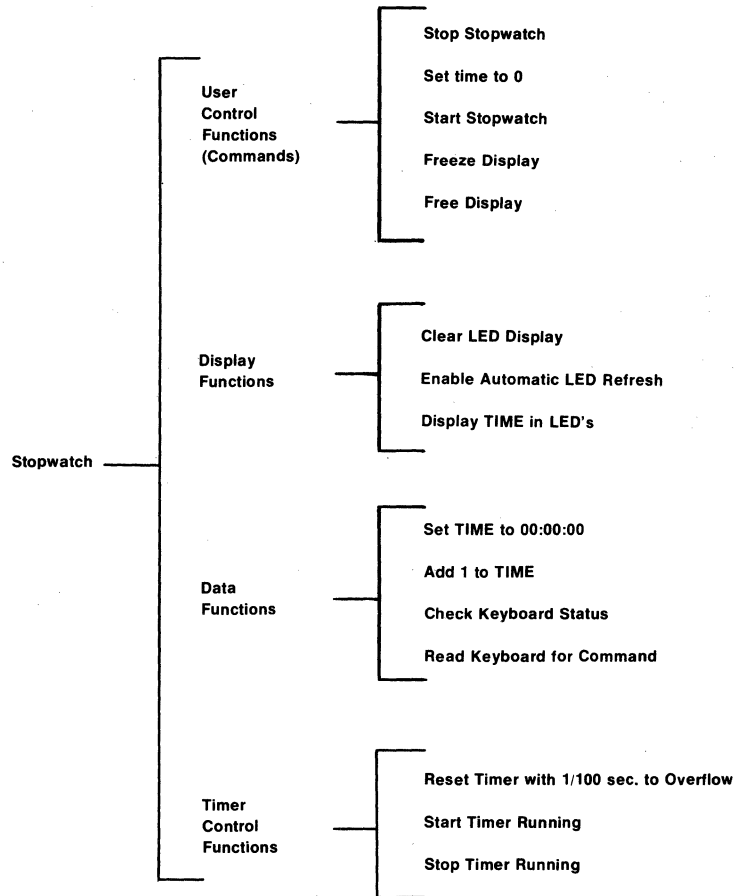 Stopwatch
User
Control
Functions
(Commands)
Stop Stopwatch
Set time to 0
Start Stopwatch
Freeze Display
Free Display
Display
Functions
Clear LED Display
Enable Automatic LED Refresh
Display TIME in LED's
Data
Functions
Set TIME to 00:00:00
Add 1 to TIME
Check Keyboard Status
Read Keyboard for Command
Timer
Control
Functions
Reset Timer with 1/100 sec. to Overflow
Start Timer Running
Stop Timer Running